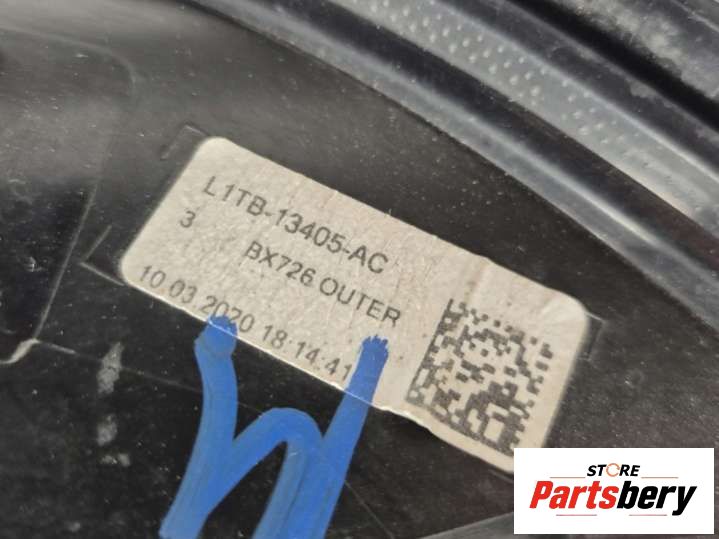 L1TB-13405-AC
3 BX726 OUTER
10 03 2020 18:14:41
STORE
Partsbery